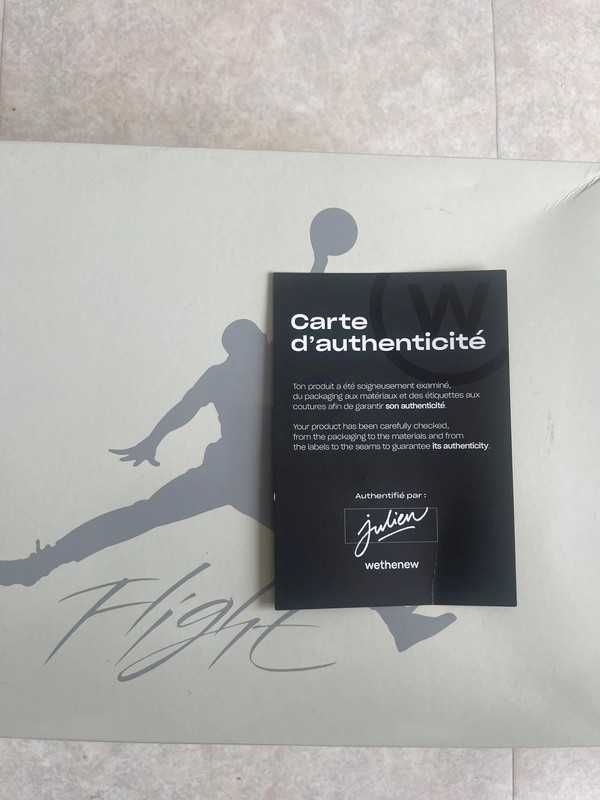 W
Carte
d'authenticité
Ton produit a été soigneusement examiné,
du packaging aux matériaux et des étiquettes aux
coutures afin de garantir son authenticité.
Your product has been carefully checked,
from the packaging to the materials and from
the labels to the seams to guarantee its authenticity.
Authentifié par :
julien
wethenew
Flight